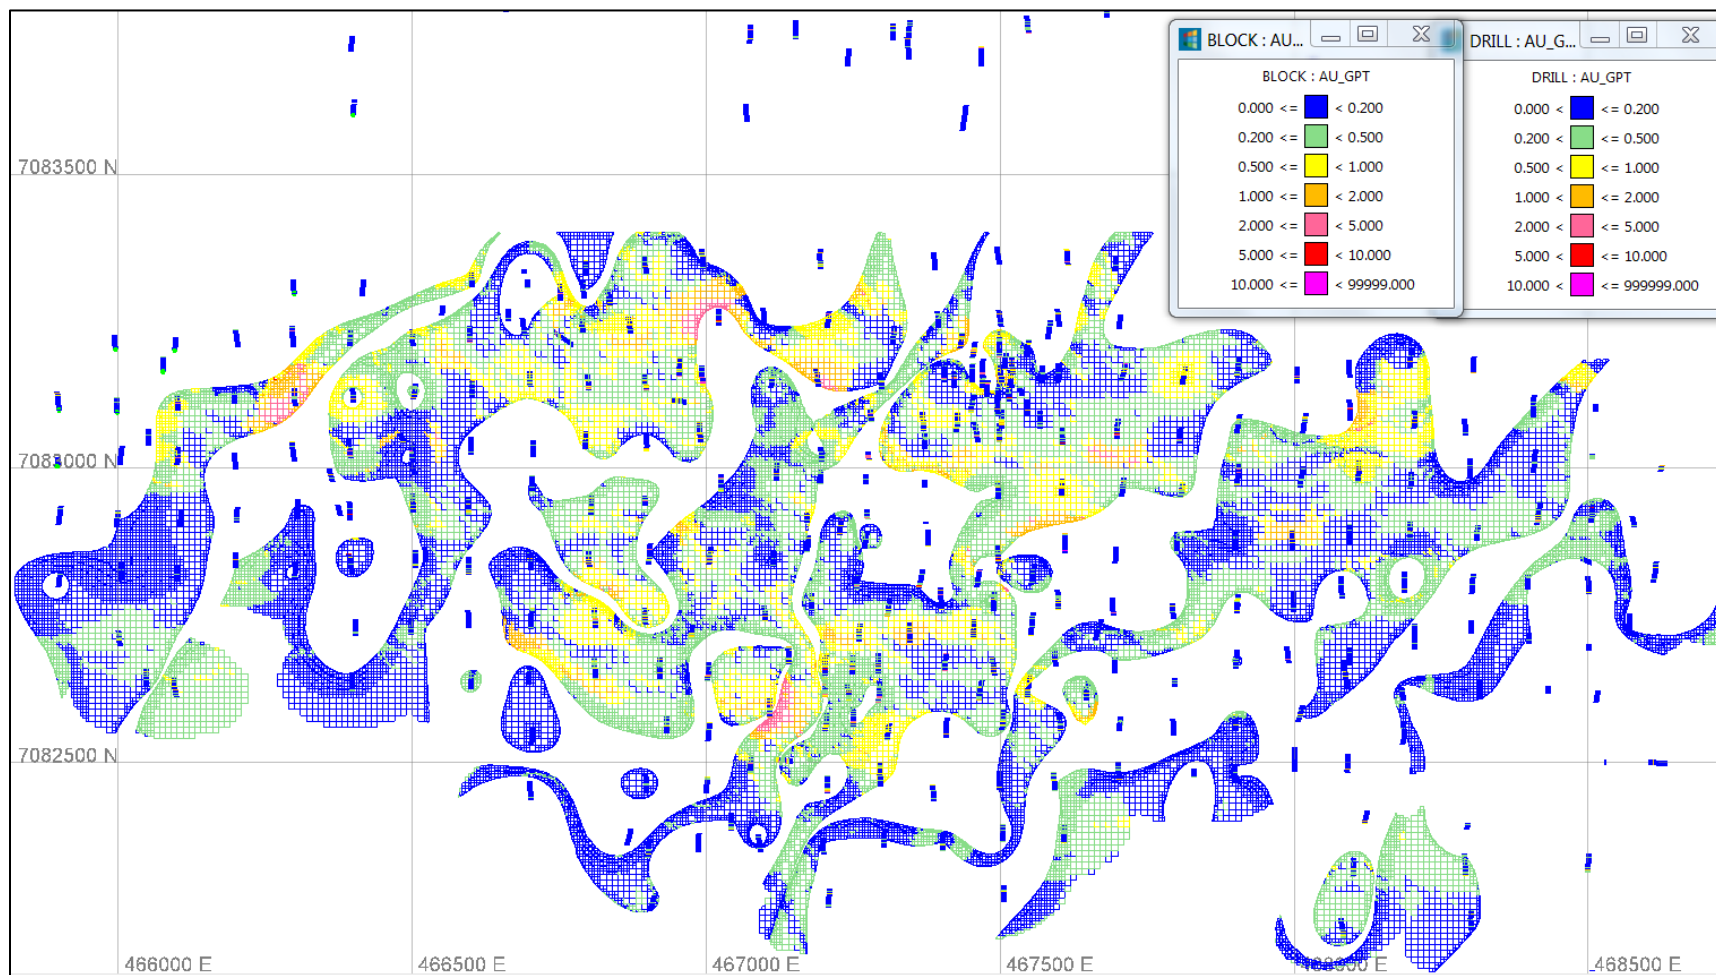 BLOCK : AU...
DRILL : AU_G...
BLOCK : AU_GPT
0.000 <= < 0.200
0.200 <= < 0.500
0.500 <= < 1.000
1.000 <= < 2.000
2.000 <= < 5.000
5.000 <= < 10.000
10.000 <= < 99999.000
DRILL : AU_GPT
0.000 < <= 0.200
0.200 < <= 0.500
0.500 < <= 1.000
1.000 < <= 2.000
2.000 < <= 5.000
5.000 < <= 10.000
10.000 < <= 999999.000
7083500 N
7083000 N
7082500 N
466000 E
466500 E
467000 E
467500 E
468000 E
468500 E